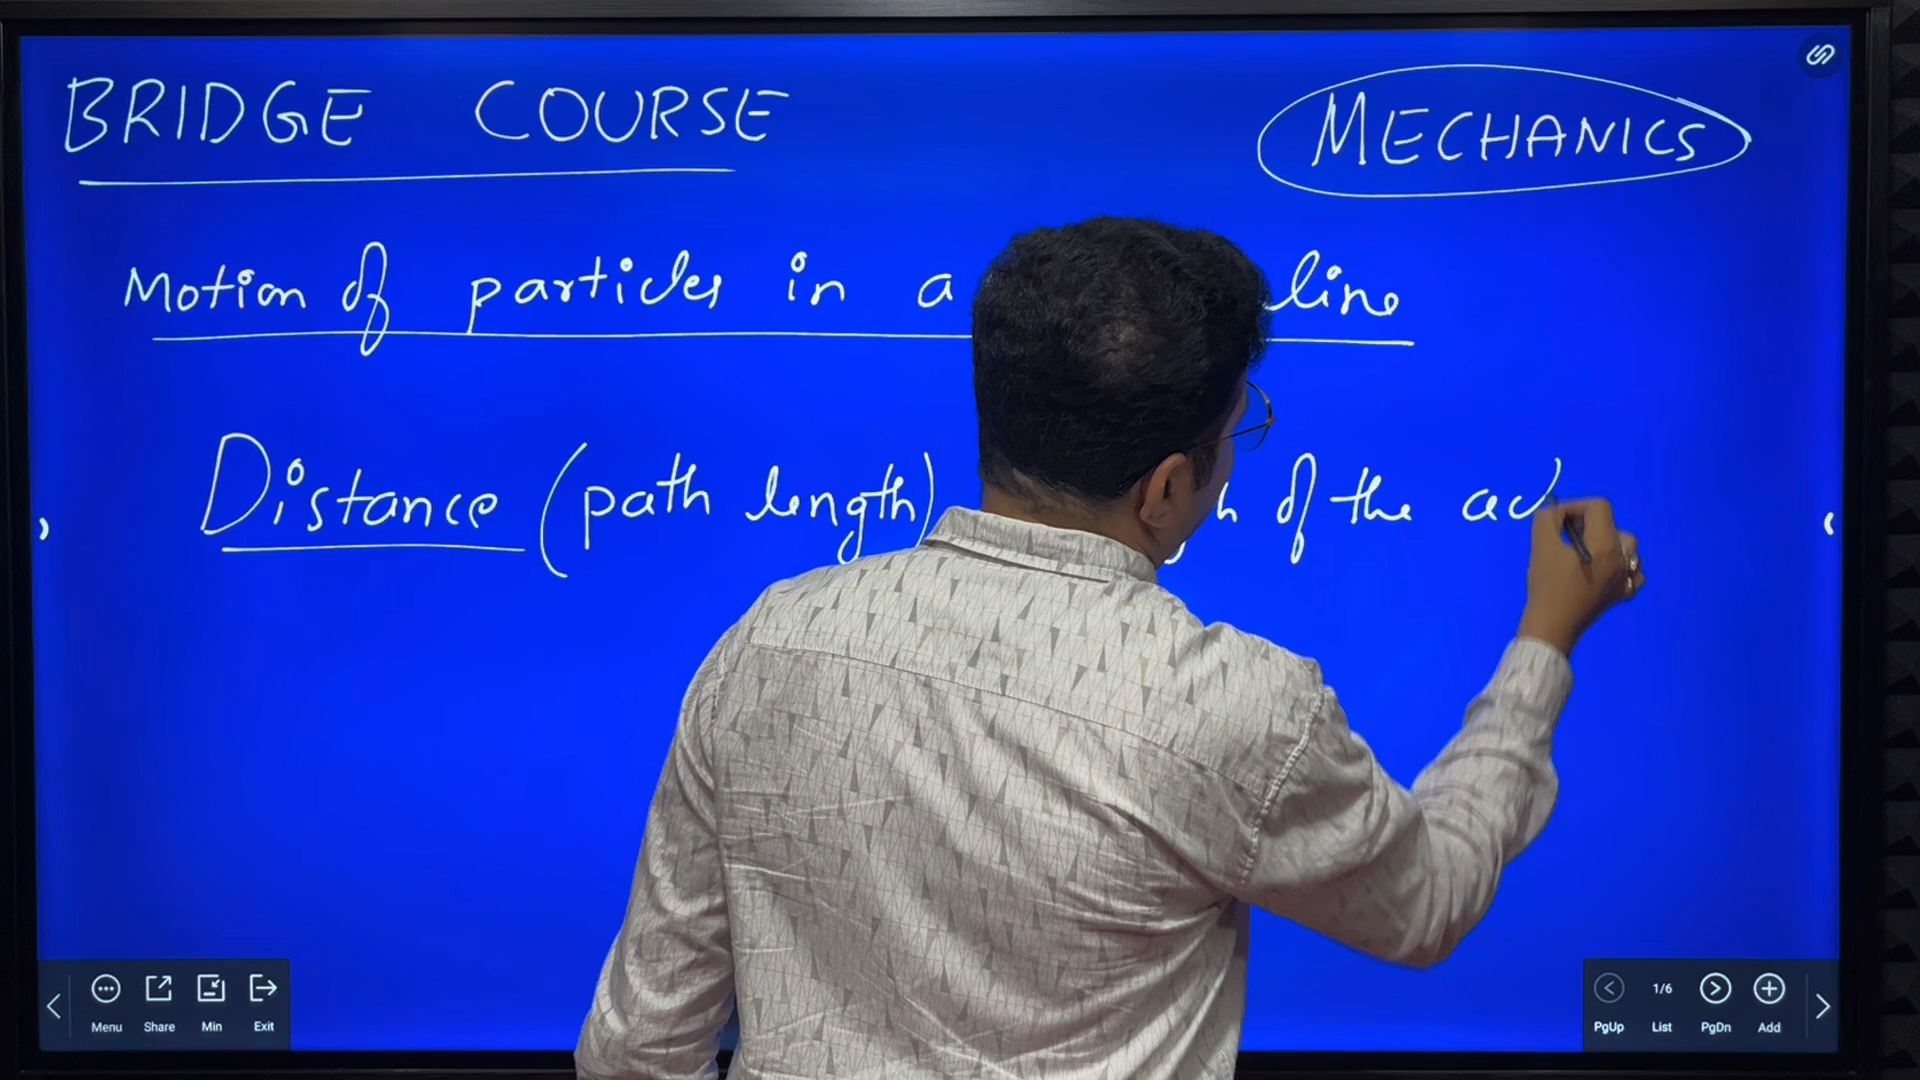 BRIDGE COURSE
MECHANICS
Motion of particles in a line
Distance (path length) of the
Menu Share Min Exit
1/6
PgUp List PgDn Add